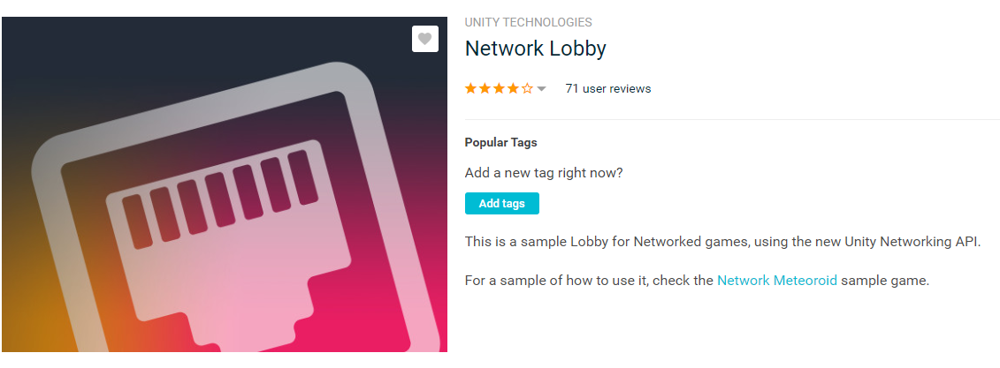 UNITY TECHNOLOGIES
Network Lobby
71 user reviews
Popular Tags
Add a new tag right now?
Add tags
This is a sample Lobby for Networked games, using the new Unity Networking API.
For a sample of how to use it, check the Network Meteoroid sample game.